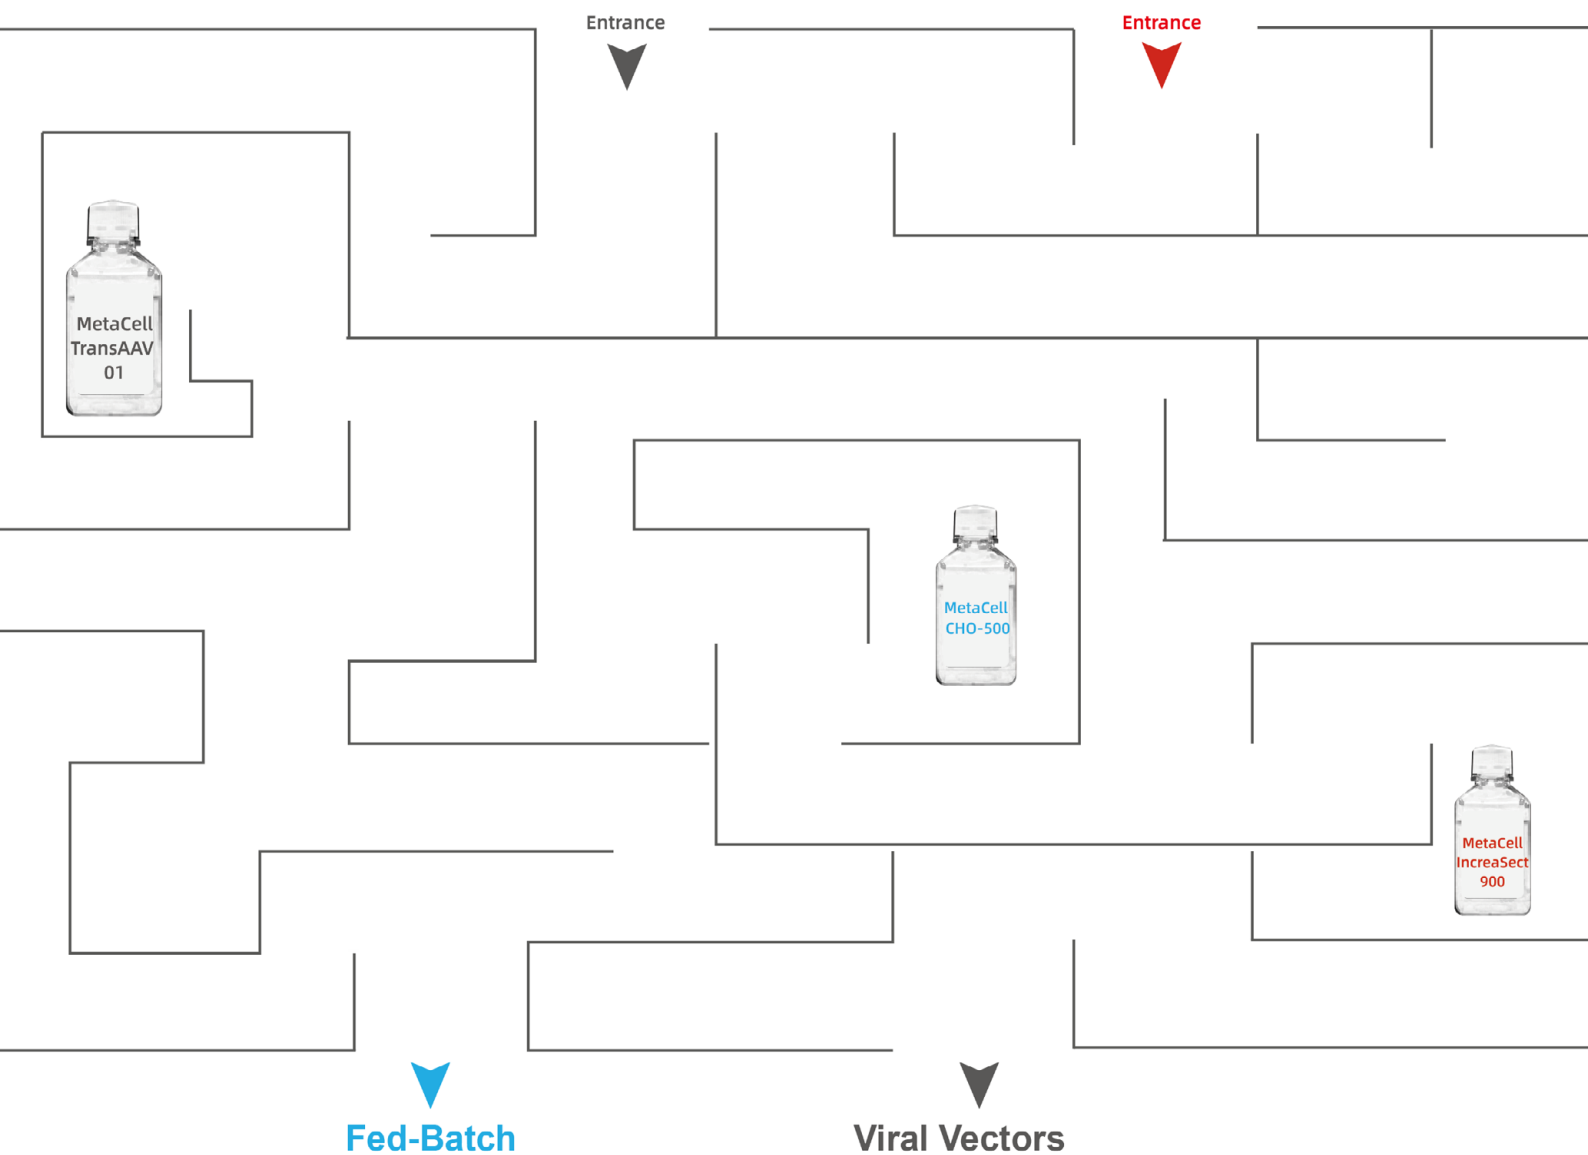 Entrance
Entrance
MetaCell
TransAAV
01
MetaCell
CHO-500
MetaCell
IncreaSect
900
Fed-Batch
Viral Vectors